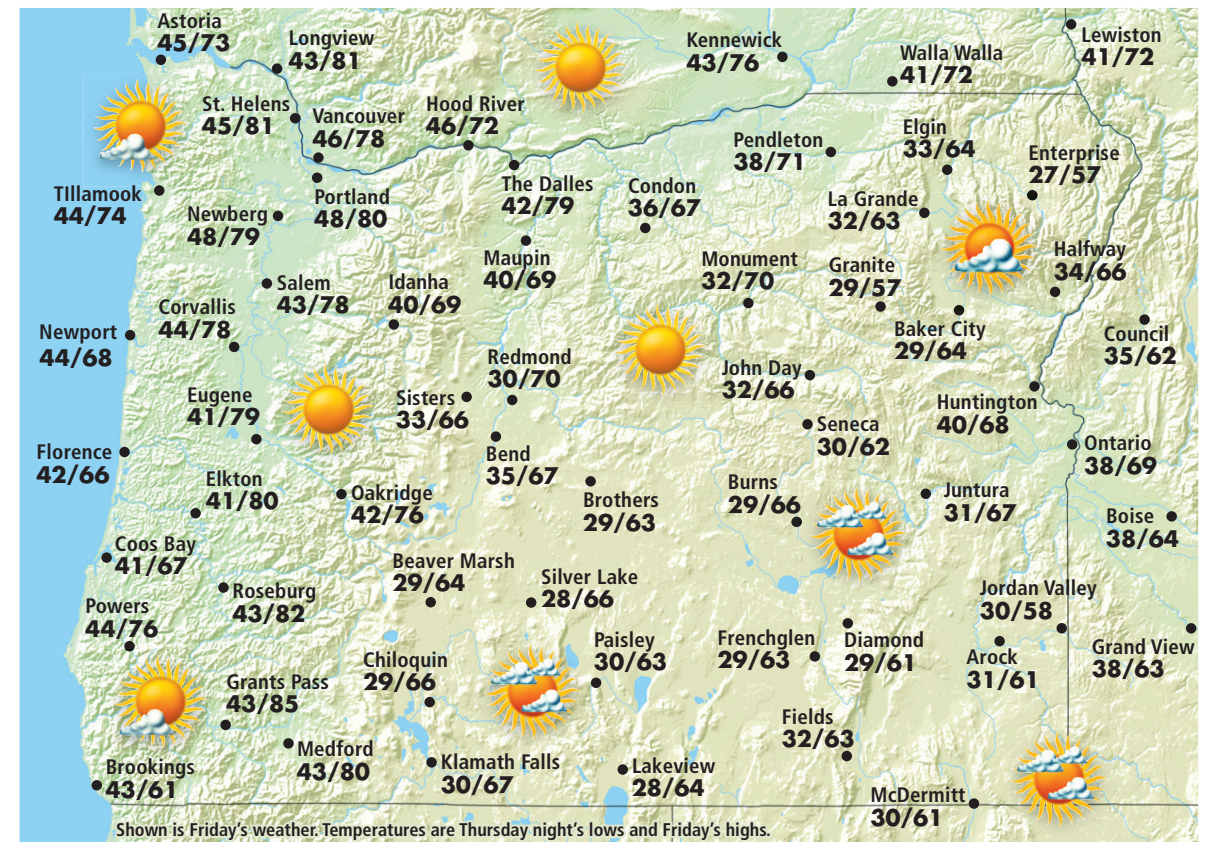 Astoria
45/73
Longview
43/81
Kennewick
43/76
Walla Walla
41/72
Lewiston
41/72
St. Helens
45/81
Vancouver
46/78
Hood River
46/72
Pendleton
38/71
Elgin
33/64
Enterprise
27/57
TIllamook
44/74
Newberg
48/79
Portland
48/80
The Dalles
42/79
Condon
36/67
La Grande
32/63
Maupin
40/69
Monument
32/70
Granite
29/57
Halfway
34/66
Salem
43/78
Idanha
40/69
Corvallis
44/78
Newport
44/68
Baker City
29/64
Council
35/62
Redmond
30/70
John Day
32/66
Eugene
41/79
Sisters
33/66
Huntington
40/68
Seneca
30/62
Florence
42/66
Bend
35/67
Ontario
38/69
Elkton
41/80
Oakridge
42/76
Brothers
29/63
Burns
29/66
Juntura
31/67
Boise
38/64
Coos Bay
41/67
Beaver Marsh
29/64
Silver Lake
28/66
Roseburg
43/82
Jordan Valley
30/58
Powers
44/76
Paisley
30/63
Frenchglen
29/63
Diamond
29/61
Arock
31/61
Grand View
38/63
Chiloquin
29/66
Grants Pass
43/85
Fields
32/63
Medford
43/80
Klamath Falls
30/67
Lakeview
28/64
Brookings
43/61
McDermitt
30/61
Shown is Friday's weather. Temperatures are Thursday night's lows and Friday's highs.